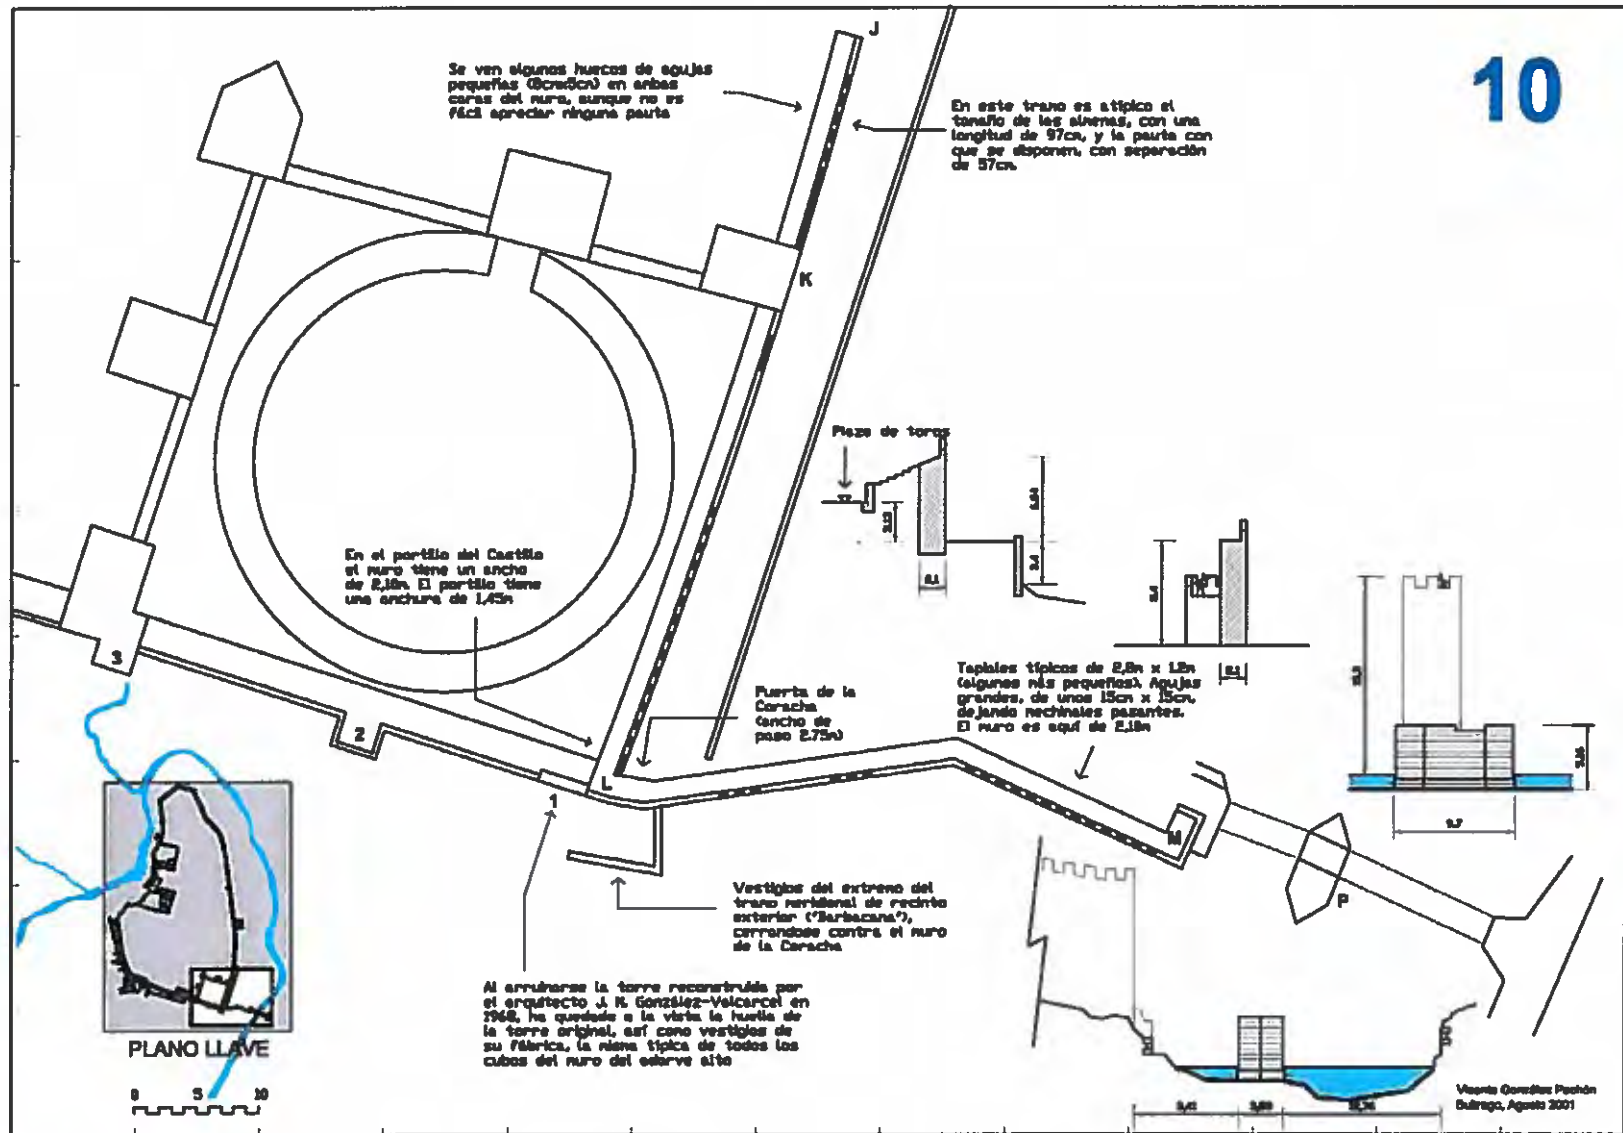 10
J
Se ven algunos huecos de agujas
pequeñas (8cmx5cm) en ambas
caras del muro, aunque no es
fácil apreciar ninguna pauta
En este tramo es atípico el
tamaño de las almenas, con una
longitud de 97cm, y la pauta con
que se disponen, con separación
de 57cm.
K
Plaza de toros
2,1
En el portillo del Castillo
el muro tiene un ancho
de 2,18m. El portillo tiene
una anchura de 1,45m
3
2
1
L
Puerta de la
Coracha
(ancho de
paso 2.75m)
Tapiales típicos de 2,8m x 1.2m
(algunos más pequeños). Agujas
grandes, de unos 15cm x 15cm,
dejando mechinales pasantes.
El muro es aquí de 2,18m
2,1
9,7
M
P
Vestigios del extremo del
tramo meridional de recinto
exterior ("Barbacana"),
cerrandose contra el muro
de la Coracha
Al arruinarse la torre reconstruida por
el arquitecto J. M. González-Valcarcel en
1968, ha quedado a la vista la huella de
la torre original, así como vestigios de
su fábrica, la misma típica de todos los
cubos del muro del adarve alto
PLANO LLAVE
0 5 10
Vicente González Pachón
Buitrago, Agosto 2001